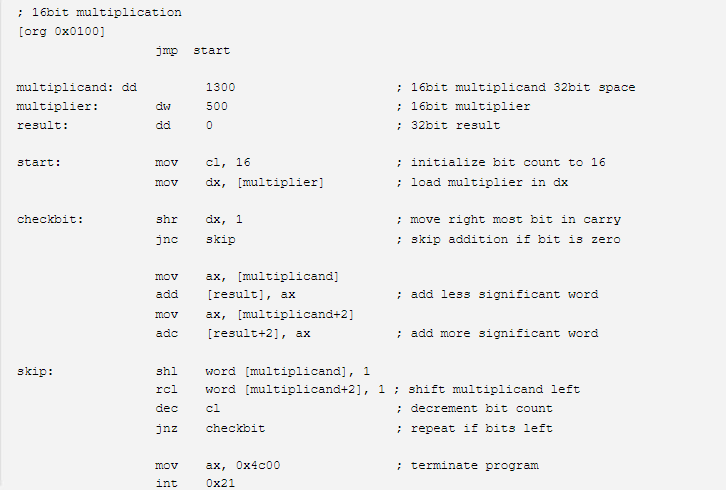 ; 16bit multiplication
[org 0x0100]
jmp start
multiplicand: dd 1300 ; 16bit multiplicand 32bit space
multiplier: dw 500 ; 16bit multiplier
result: dd 0 ; 32bit result
start: mov cl, 16 ; initialize bit count to 16
mov dx, [multiplier] ; load multiplier in dx
checkbit: shr dx, 1 ; move right most bit in carry
jnc skip ; skip addition if bit is zero
mov ax, [multiplicand]
add [result], ax ; add less significant word
mov ax, [multiplicand+2]
adc [result+2], ax ; add more significant word
skip: shl word [multiplicand], 1
rcl word [multiplicand+2], 1 ; shift multiplicand left
dec cl ; decrement bit count
jnz checkbit ; repeat if bits left
mov ax, 0x4c00 ; terminate program
int 0x21